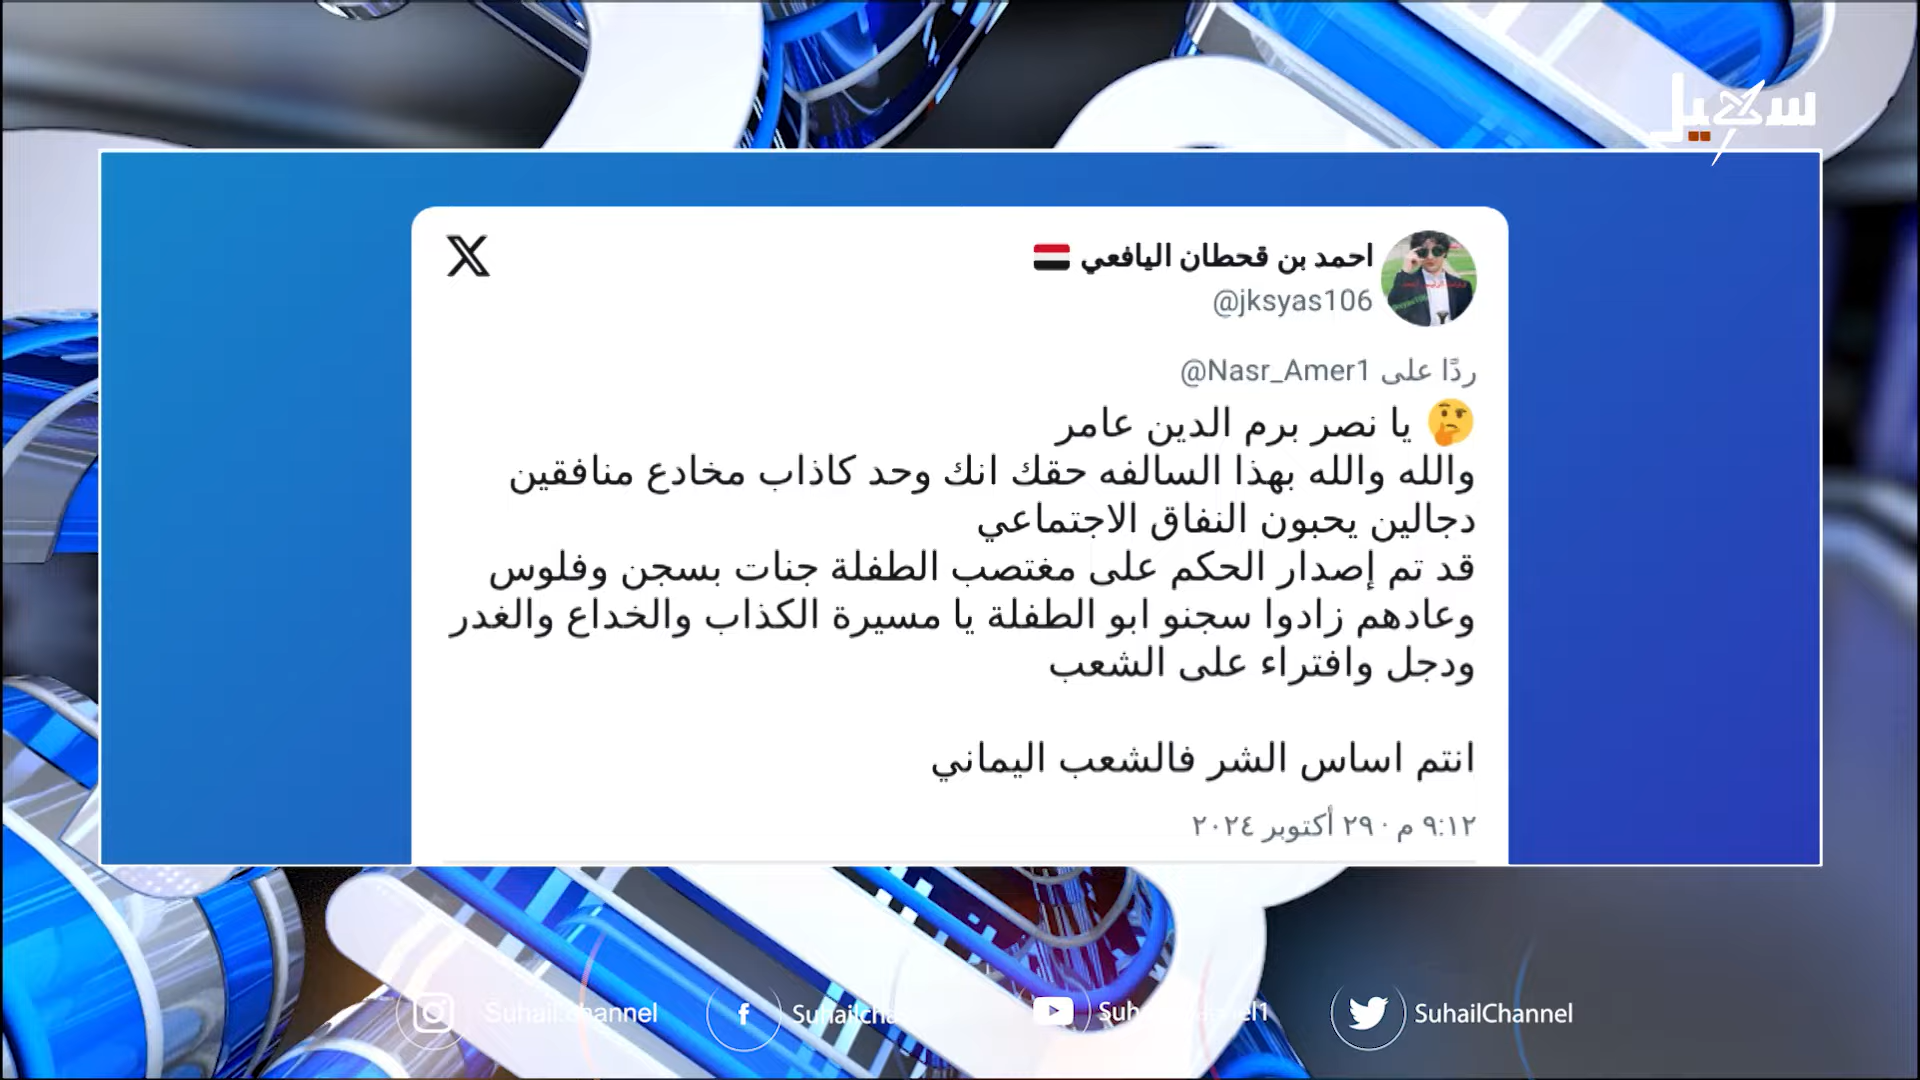 سهيل
احمد بن قحطان اليافعي
@jksyas106
ردًا على @Nasr_Amer1
🤔 يا نصر برم الدين عامر
والله والله بهذا السالفه حقك انك وحد كاذاب مخادع منافقين
دجالين يحبون النفاق الاجتماعي
قد تم إصدار الحكم على مغتصب الطفلة جنات بسجن وفلوس
وعادهم زادوا سجنو ابو الطفلة يا مسيرة الكذاب والخداع والغدر
ودجل وافتراء على الشعب
انتم اساس الشر فالشعب اليماني
٩:١٢ م · ٢٩ أكتوبر ٢٠٢٤
SuhailChannel